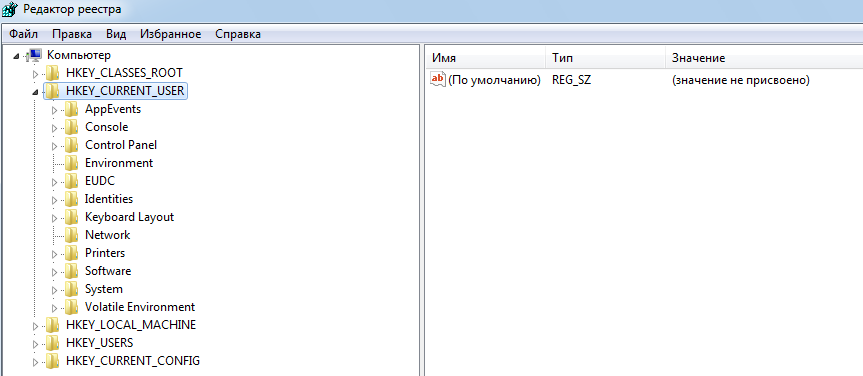 Редактор реестра
Файл Правка Вид Избранное Справка
Компьютер
HKEY_CLASSES_ROOT
HKEY_CURRENT_USER
AppEvents
Console
Control Panel
Environment
EUDC
Identities
Keyboard Layout
Network
Printers
Software
System
Volatile Environment
HKEY_LOCAL_MACHINE
HKEY_USERS
HKEY_CURRENT_CONFIG
Имя Тип Значение
ab (По умолчанию) REG_SZ (значение не присвоено)